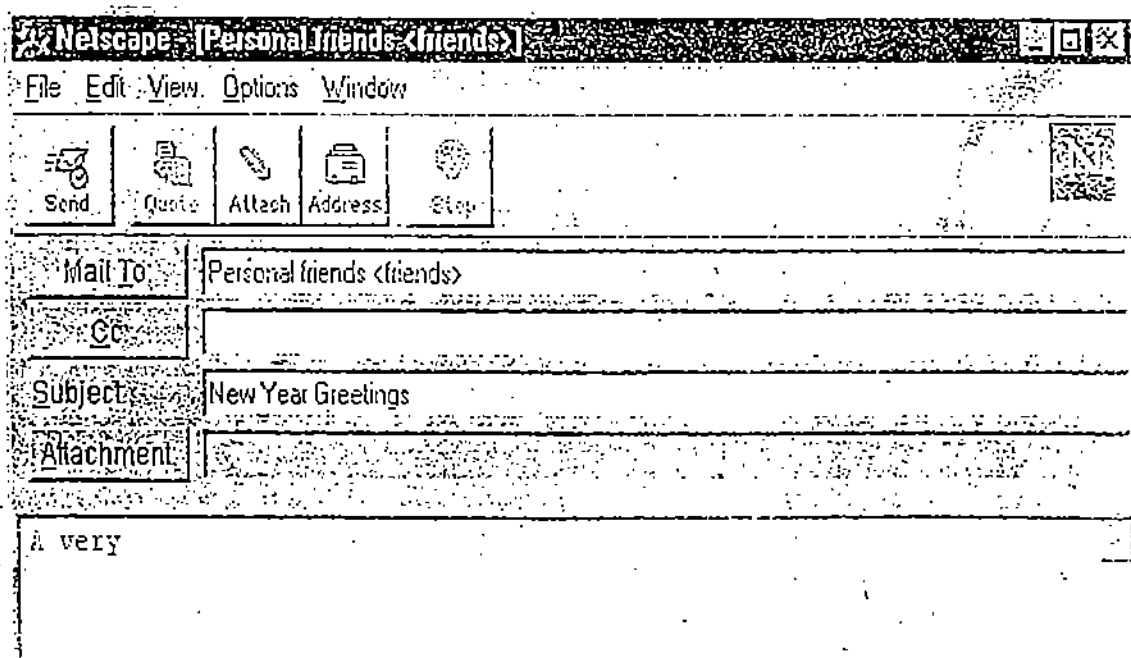 Netscape - [Personal friends <friends>]
File Edit View Options Window
Send Quote Attach Address Stop
Mail To: Personal friends <friends>
Cc:
Subject: New Year Greetings
Attachment:
A very